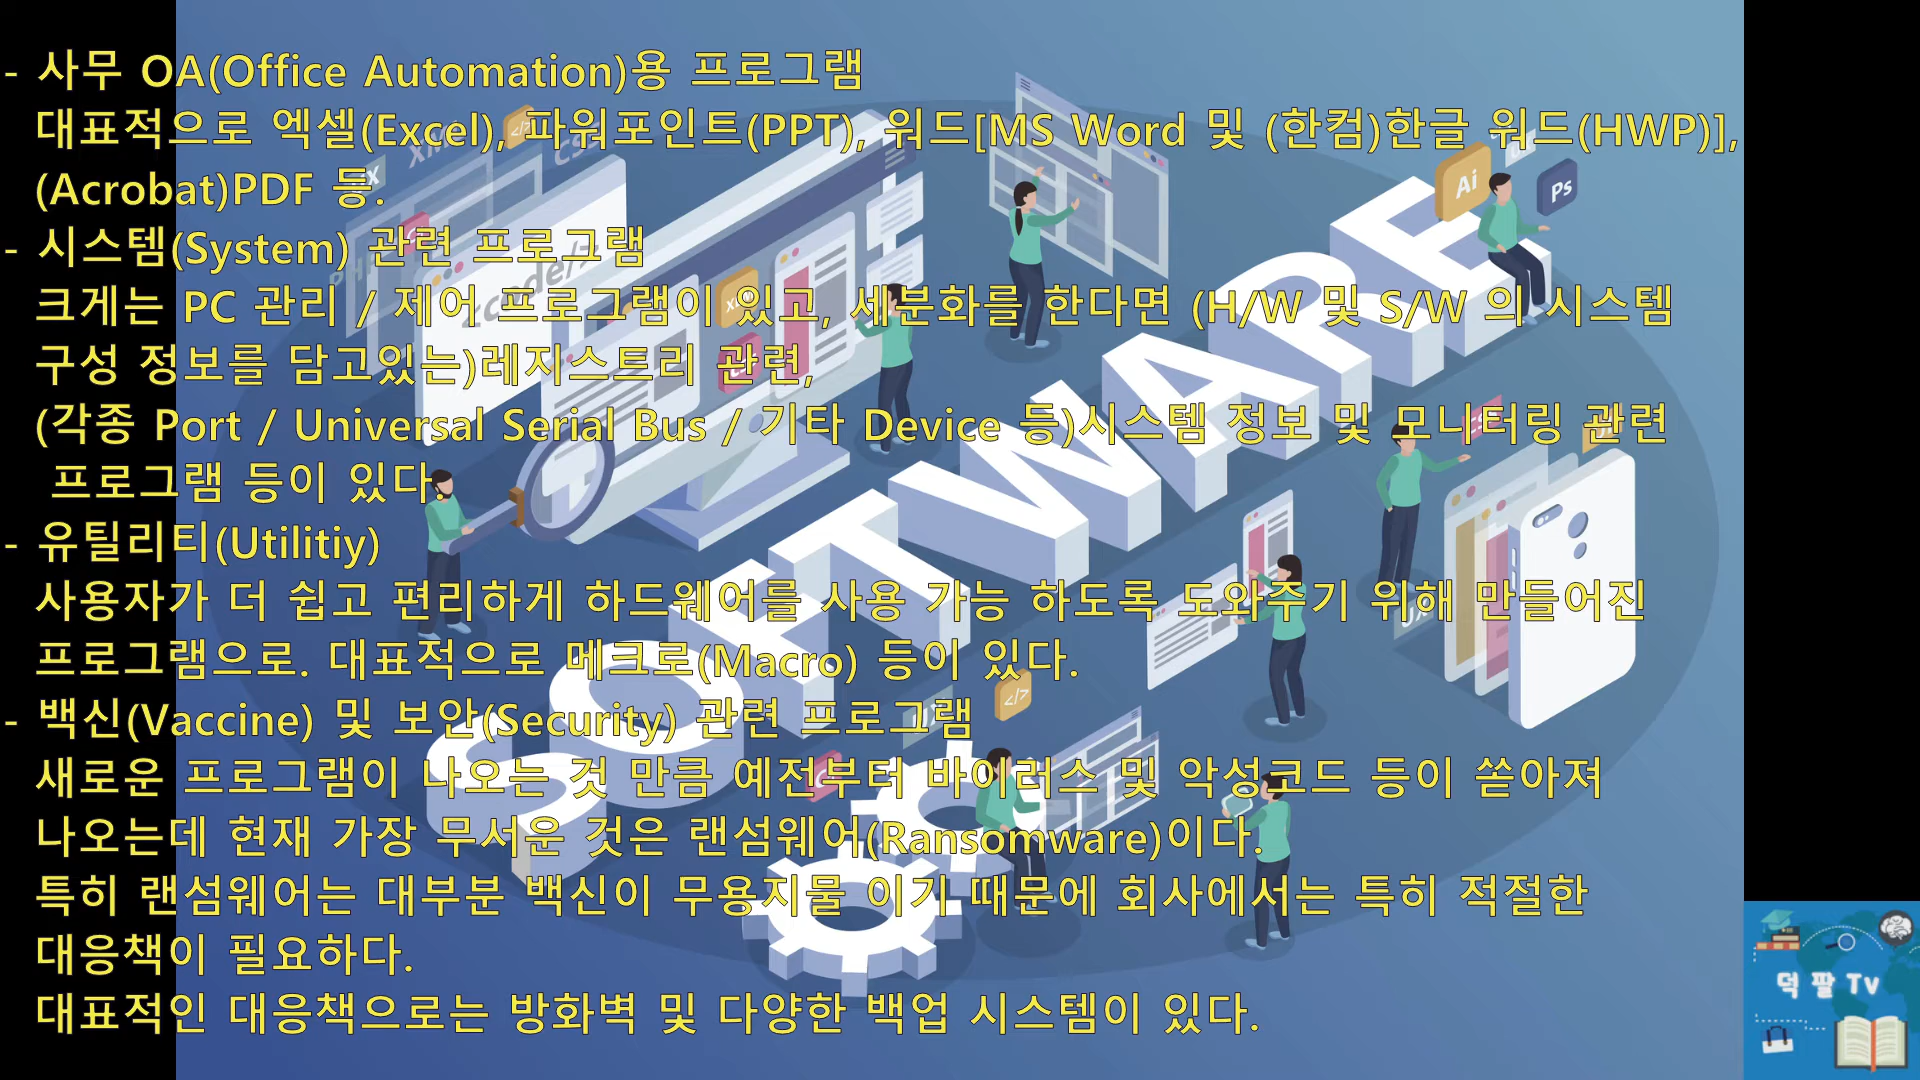 - 사무 OA(Office Automation)용 프로그램
대표적으로 엑셀(Excel), 파워포인트(PPT), 워드[MS Word 및 (한컴)한글 워드(HWP)],
(Acrobat)PDF 등.
- 시스템(System) 관련 프로그램
크게는 PC 관리 / 제어 프로그램이 있고, 세분화를 한다면 (H/W 및 S/W 의 시스템
구성 정보를 담고있는)레지스트리 관련,
(각종 Port / Universal Serial Bus / 기타 Device 등)시스템 정보 및 모니터링 관련
프로그램 등이 있다.
- 유틸리티(Utilitiy)
사용자가 더 쉽고 편리하게 하드웨어를 사용 가능 하도록 도와주기 위해 만들어진
프로그램으로. 대표적으로 메크로(Macro) 등이 있다.
- 백신(Vaccine) 및 보안(Security) 관련 프로그램
새로운 프로그램이 나오는 것 만큼 예전부터 바이러스 및 악성코드 등이 쏟아져
나오는데 현재 가장 무서운 것은 랜섬웨어(Ransomware)이다.
특히 랜섬웨어는 대부분 백신이 무용지물 이기 때문에 회사에서는 특히 적절한
대응책이 필요하다.
대표적인 대응책으로는 방화벽 및 다양한 백업 시스템이 있다.
SOFTWARE
Ai
Ps
덕팔 Tv